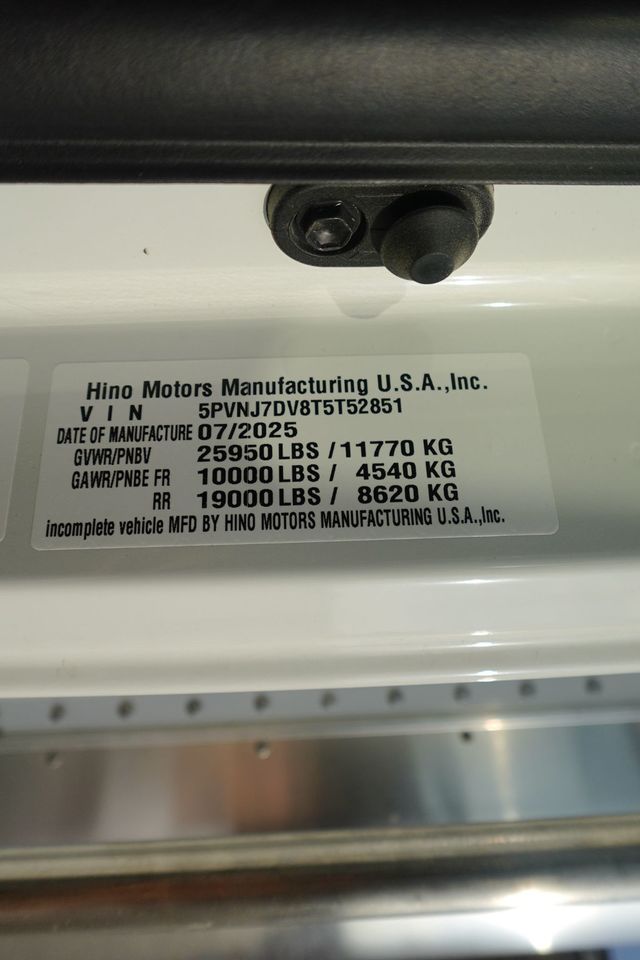 Hino Motors Manufacturing U.S.A.,Inc.
VIN 5PVNJ7DV8T5T52851
DATE OF MANUFACTURE 07/2025
GVWR/PNBV 25950 LBS / 11770 KG
GAWR/PNBE FR 10000 LBS / 4540 KG
RR 19000 LBS / 8620 KG
incomplete vehicle MFD BY HINO MOTORS MANUFACTURING U.S.A.,Inc.